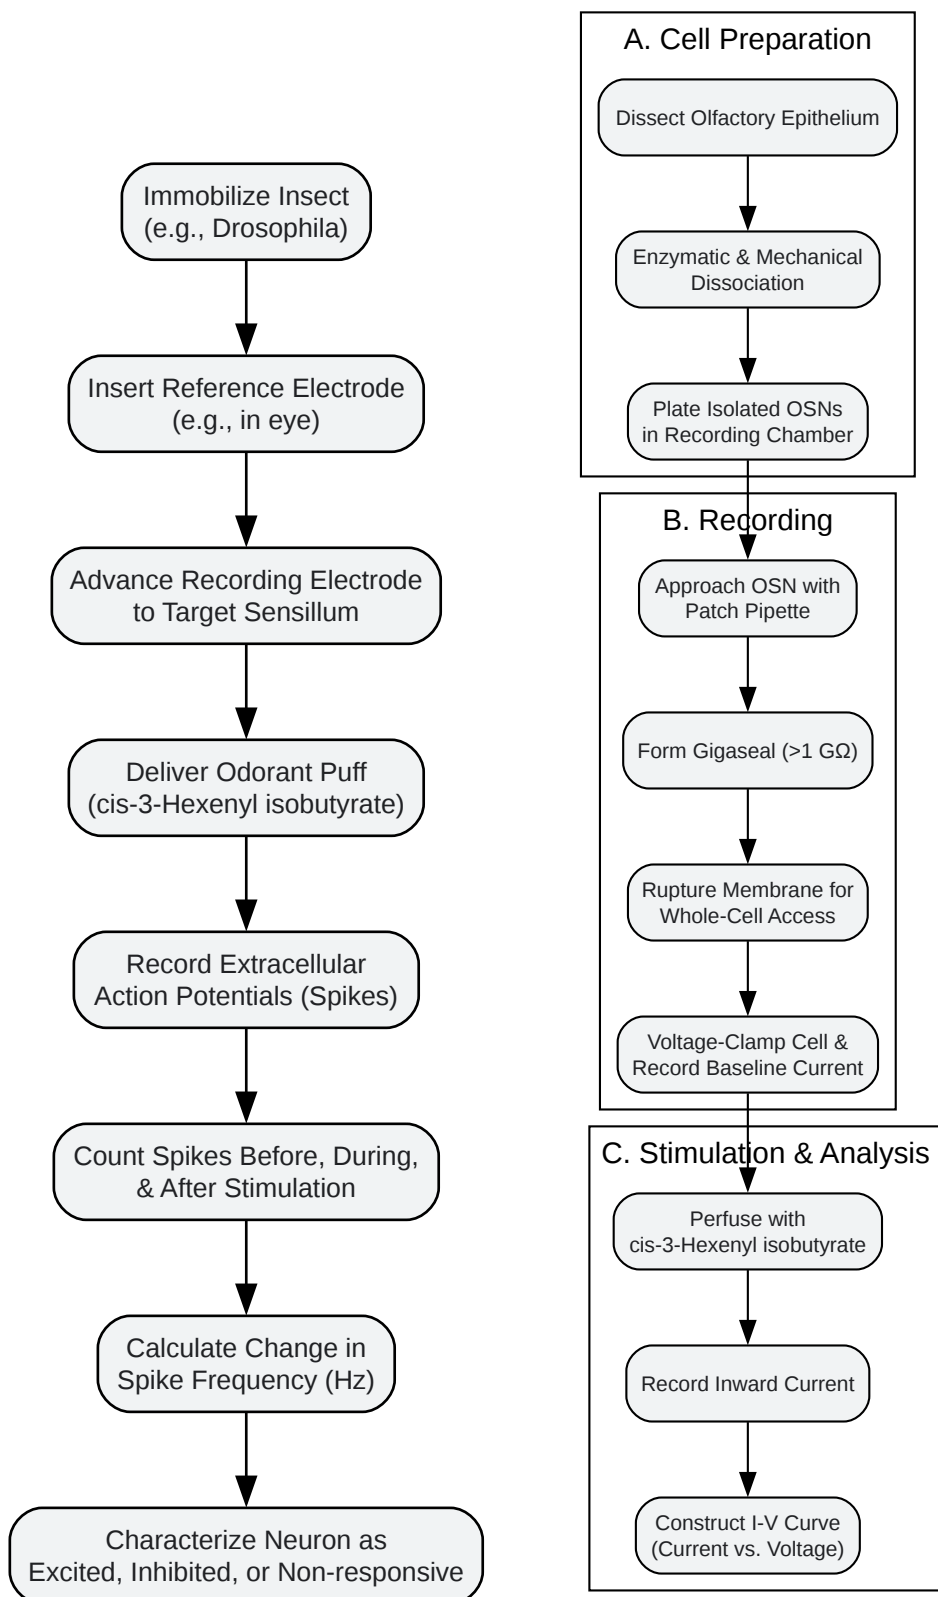 Immobilize Insect
(e.g., Drosophila)
Insert Reference Electrode
(e.g., in eye)
Advance Recording Electrode
to Target Sensillum
Deliver Odorant Puff
(cis-3-Hexenyl isobutyrate)
Record Extracellular
Action Potentials (Spikes)
Count Spikes Before, During,
& After Stimulation
Calculate Change in
Spike Frequency (Hz)
Characterize Neuron as
Excited, Inhibited, or Non-responsive
A. Cell Preparation
Dissect Olfactory Epithelium
Enzymatic & Mechanical
Dissociation
Plate Isolated OSNs
in Recording Chamber
B. Recording
Approach OSN with
Patch Pipette
Form Gigaseal (>1 GΩ)
Rupture Membrane for
Whole-Cell Access
Voltage-Clamp Cell &
Record Baseline Current
C. Stimulation & Analysis
Perfuse with
cis-3-Hexenyl isobutyrate
Record Inward Current
Construct I-V Curve
(Current vs. Voltage)